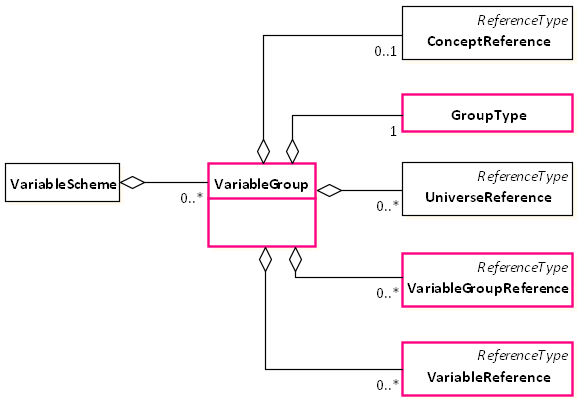 ReferenceType
ConceptReference
0..1
GroupType
1
VariableScheme
0..*
VariableGroup
ReferenceType
UniverseReference
0..*
ReferenceType
VariableGroupReference
0..*
ReferenceType
VariableReference
0..*